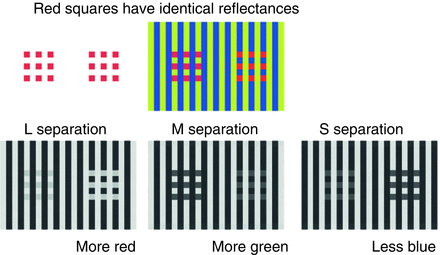 Red squares have identical reflectances
L separation
M separation
S separation
More red
More green
Less blue